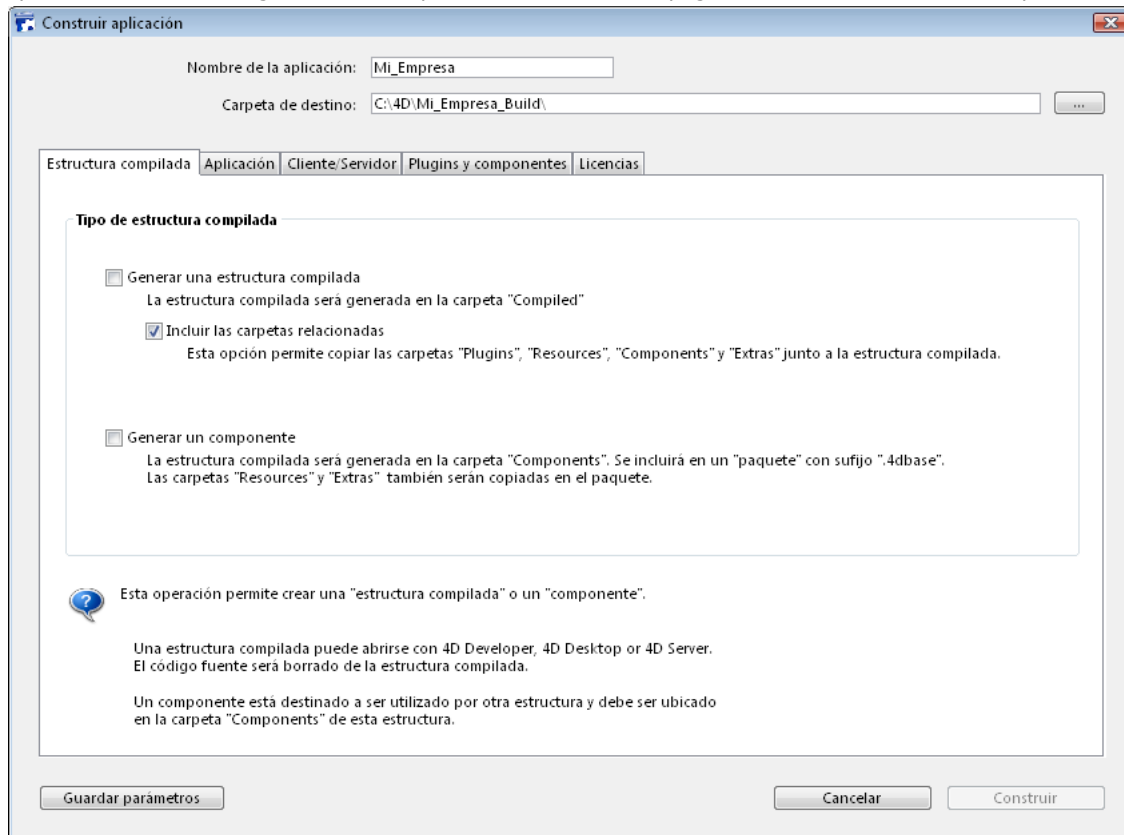 Construir aplicación
Nombre de la aplicación: Mi_Empresa
Carpeta de destino: C:\4D\Mi_Empresa_Build\ ...
Estructura compilada Aplicación Cliente/Servidor Plugins y componentes Licencias
Tipo de estructura compilada
Generar una estructura compilada
La estructura compilada será generada en la carpeta "Compiled"
Incluir las carpetas relacionadas
Esta opción permite copiar las carpetas "Plugins", "Resources", "Components" y "Extras" junto a la estructura compilada.
Generar un componente
La estructura compilada será generada en la carpeta "Components". Se incluirá en un "paquete" con sufijo ".4dbase".
Las carpetas "Resources" y "Extras" también serán copiadas en el paquete.
Esta operación permite crear una "estructura compilada" o un "componente".
Una estructura compilada puede abrirse con 4D Developer, 4D Desktop or 4D Server.
El código fuente será borrado de la estructura compilada.
Un componente está destinado a ser utilizado por otra estructura y debe ser ubicado
en la carpeta "Components" de esta estructura.
Guardar parámetros Cancelar Construir